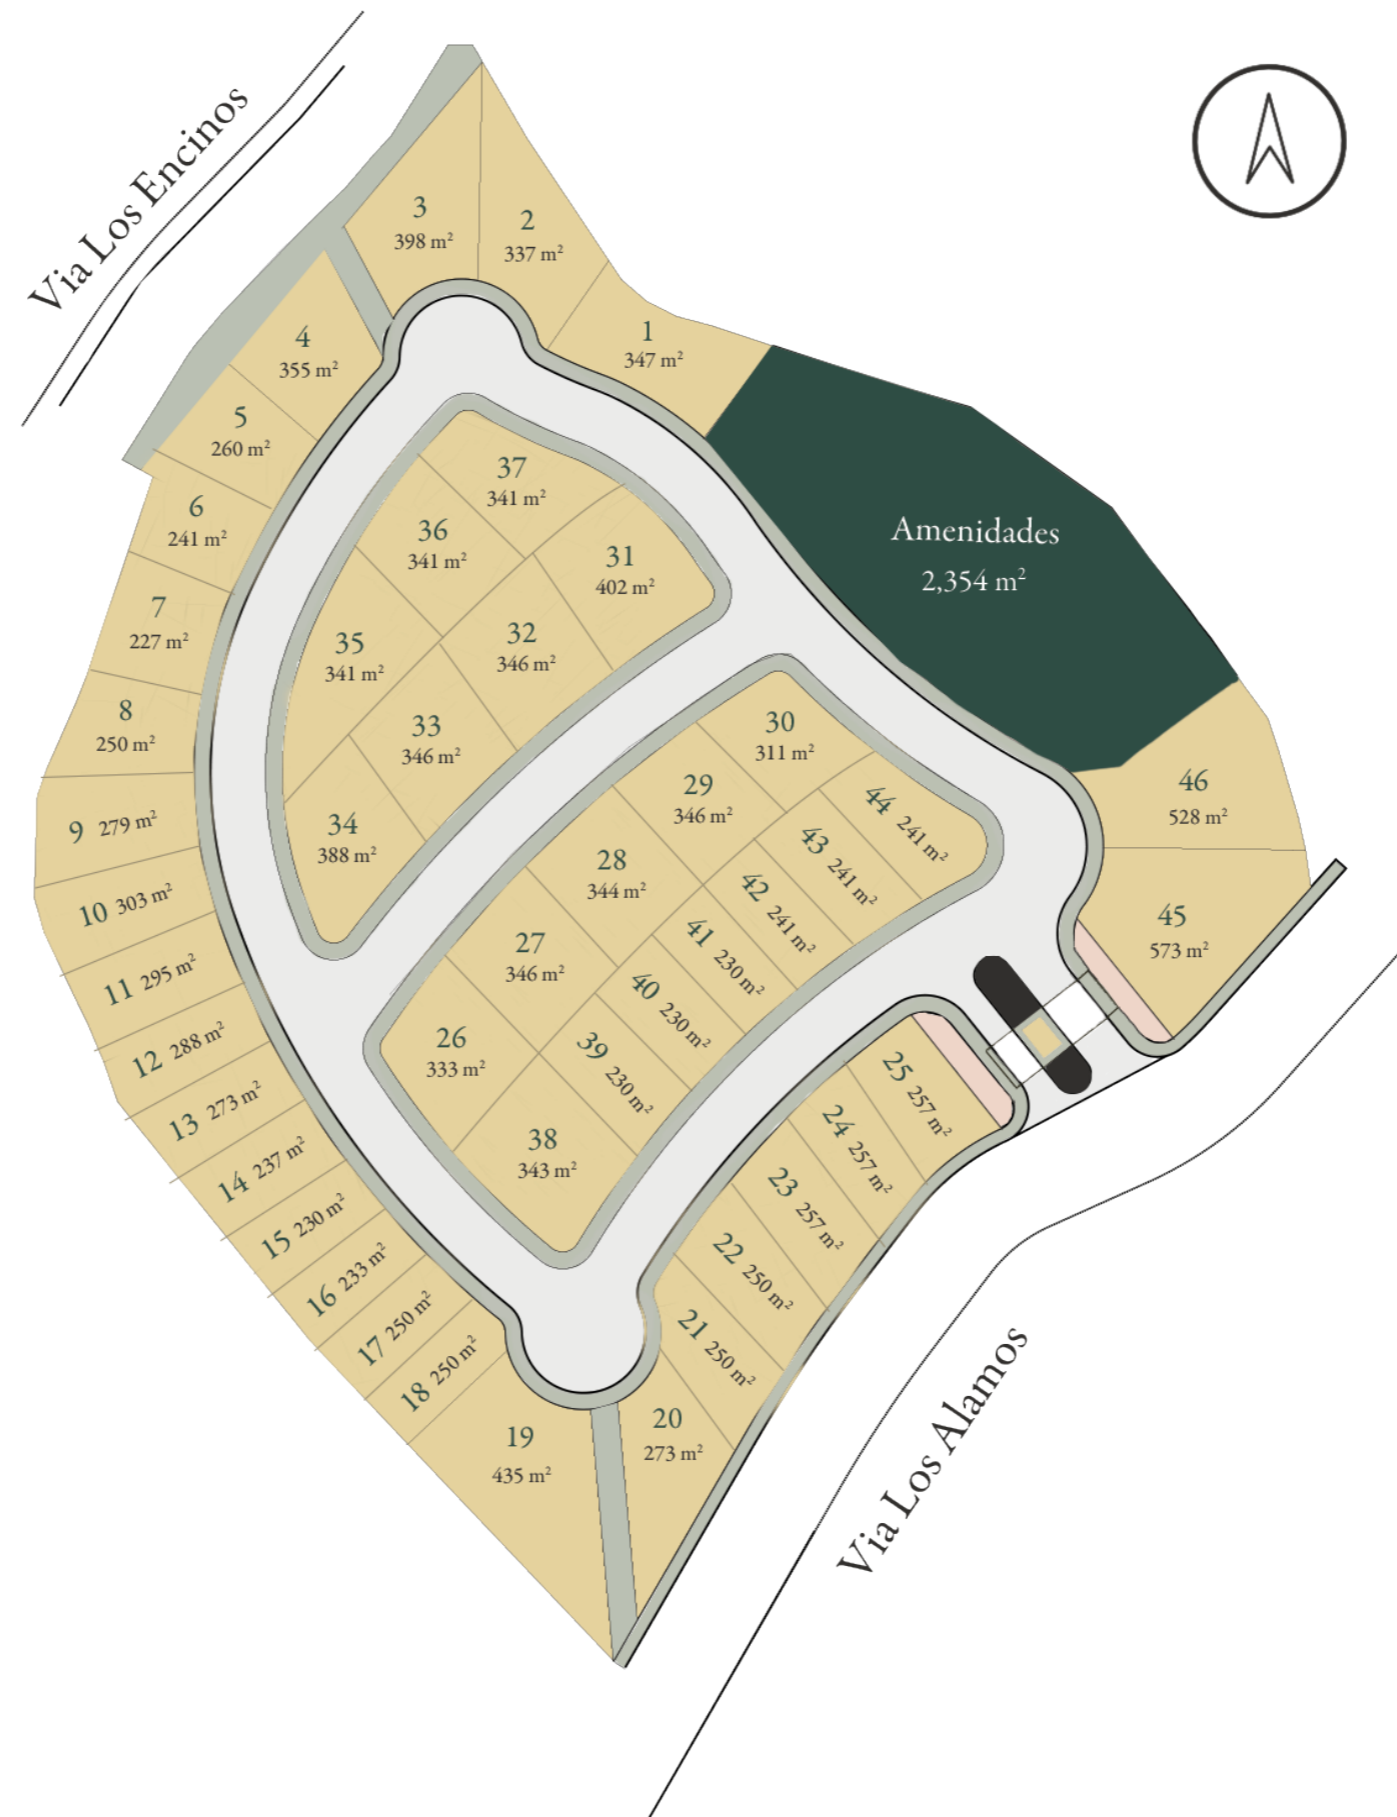 Via Los Encinos
3
398 m²
2
337 m²
1
347 m²
4
355 m²
5
260 m²
6
241 m²
7
227 m²
8
250 m²
9 279 m²
10 303 m²
11 295 m²
12 288 m²
13 273 m²
14 237 m²
15 230 m²
16 233 m²
17 250 m²
18 250 m²
19
435 m²
20
273 m²
21 250 m²
22 250 m²
23 257 m²
24 257 m²
25 257 m²
37
341 m²
36
341 m²
31
402 m²
35
341 m²
32
346 m²
33
346 m²
34
388 m²
Amenidades
2,354 m²
30
311 m²
29
346 m²
28
344 m²
27
346 m²
26
333 m²
44 241 m²
43 241 m²
42 241 m²
41 230 m²
40 230 m²
39 230 m²
38
343 m²
46
528 m²
45
573 m²
Via Los Alamos